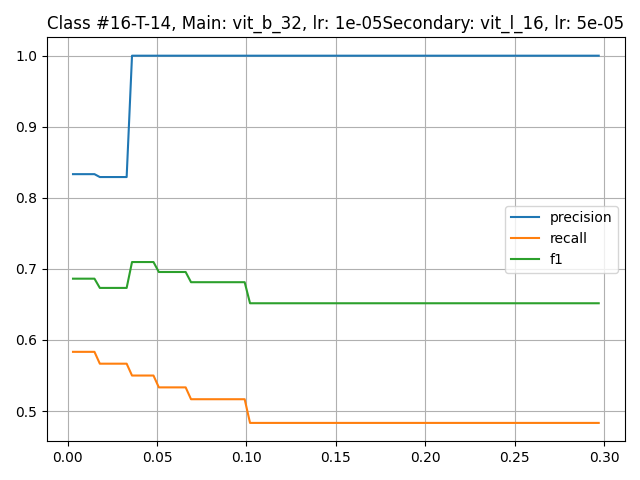 Class #16-T-14, Main: vit_b_32, lr: 1e-05Secondary: vit_l_16, lr: 5e-05
1.0
0.9
0.8
0.7
0.6
0.5
precision
recall
f1
0.00 0.05 0.10 0.15 0.20 0.25 0.30